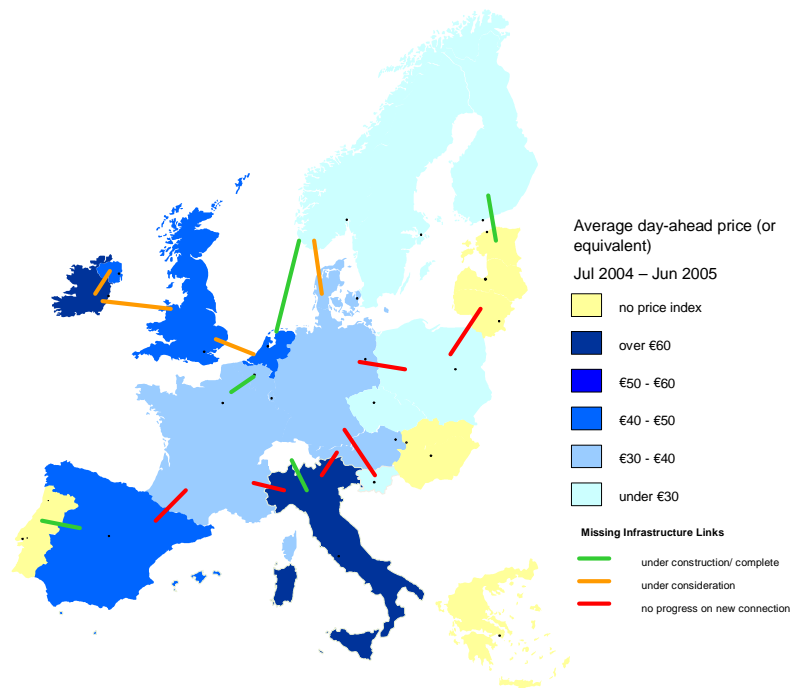 Average day-ahead price (or
equivalent)
Jul 2004 – Jun 2005
no price index
over €60
€50 - €60
€40 - €50
€30 - €40
under €30
Missing Infrastructure Links
under construction/ complete
under consideration
no progress on new connection